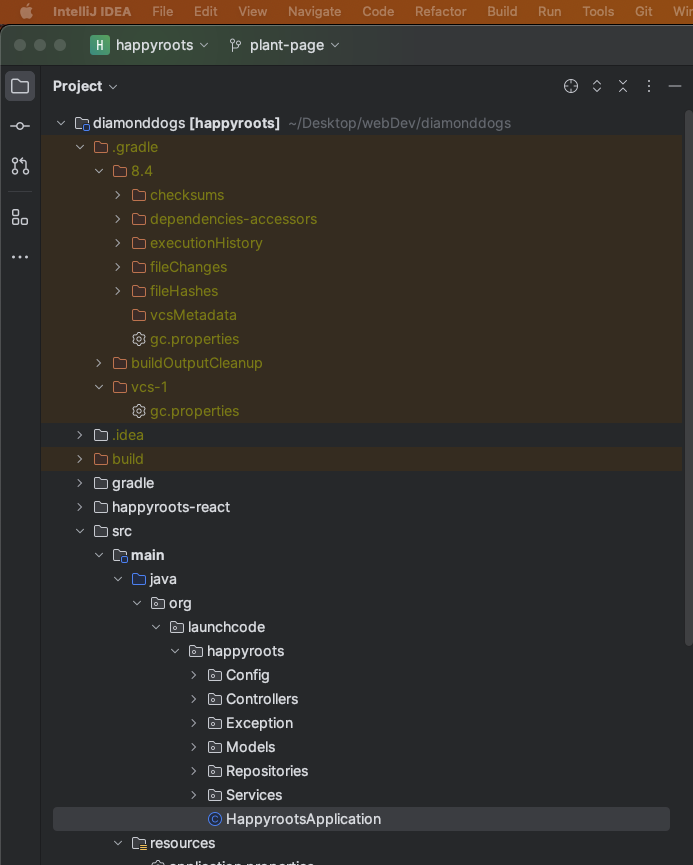 IntelliJ IDEA File Edit View Navigate Code Refactor Build Run Tools Git
H happyroots plant-page
Project
diamonddogs [happyroots] ~/Desktop/webDev/diamonddogs
.gradle
8.4
checksums
dependencies-accessors
executionHistory
fileChanges
fileHashes
vcsMetadata
gc.properties
buildOutputCleanup
vcs-1
gc.properties
.idea
build
gradle
happyroots-react
src
main
java
org
launchcode
happyroots
Config
Controllers
Exception
Models
Repositories
Services
C HappyrootsApplication
resources
application.properties